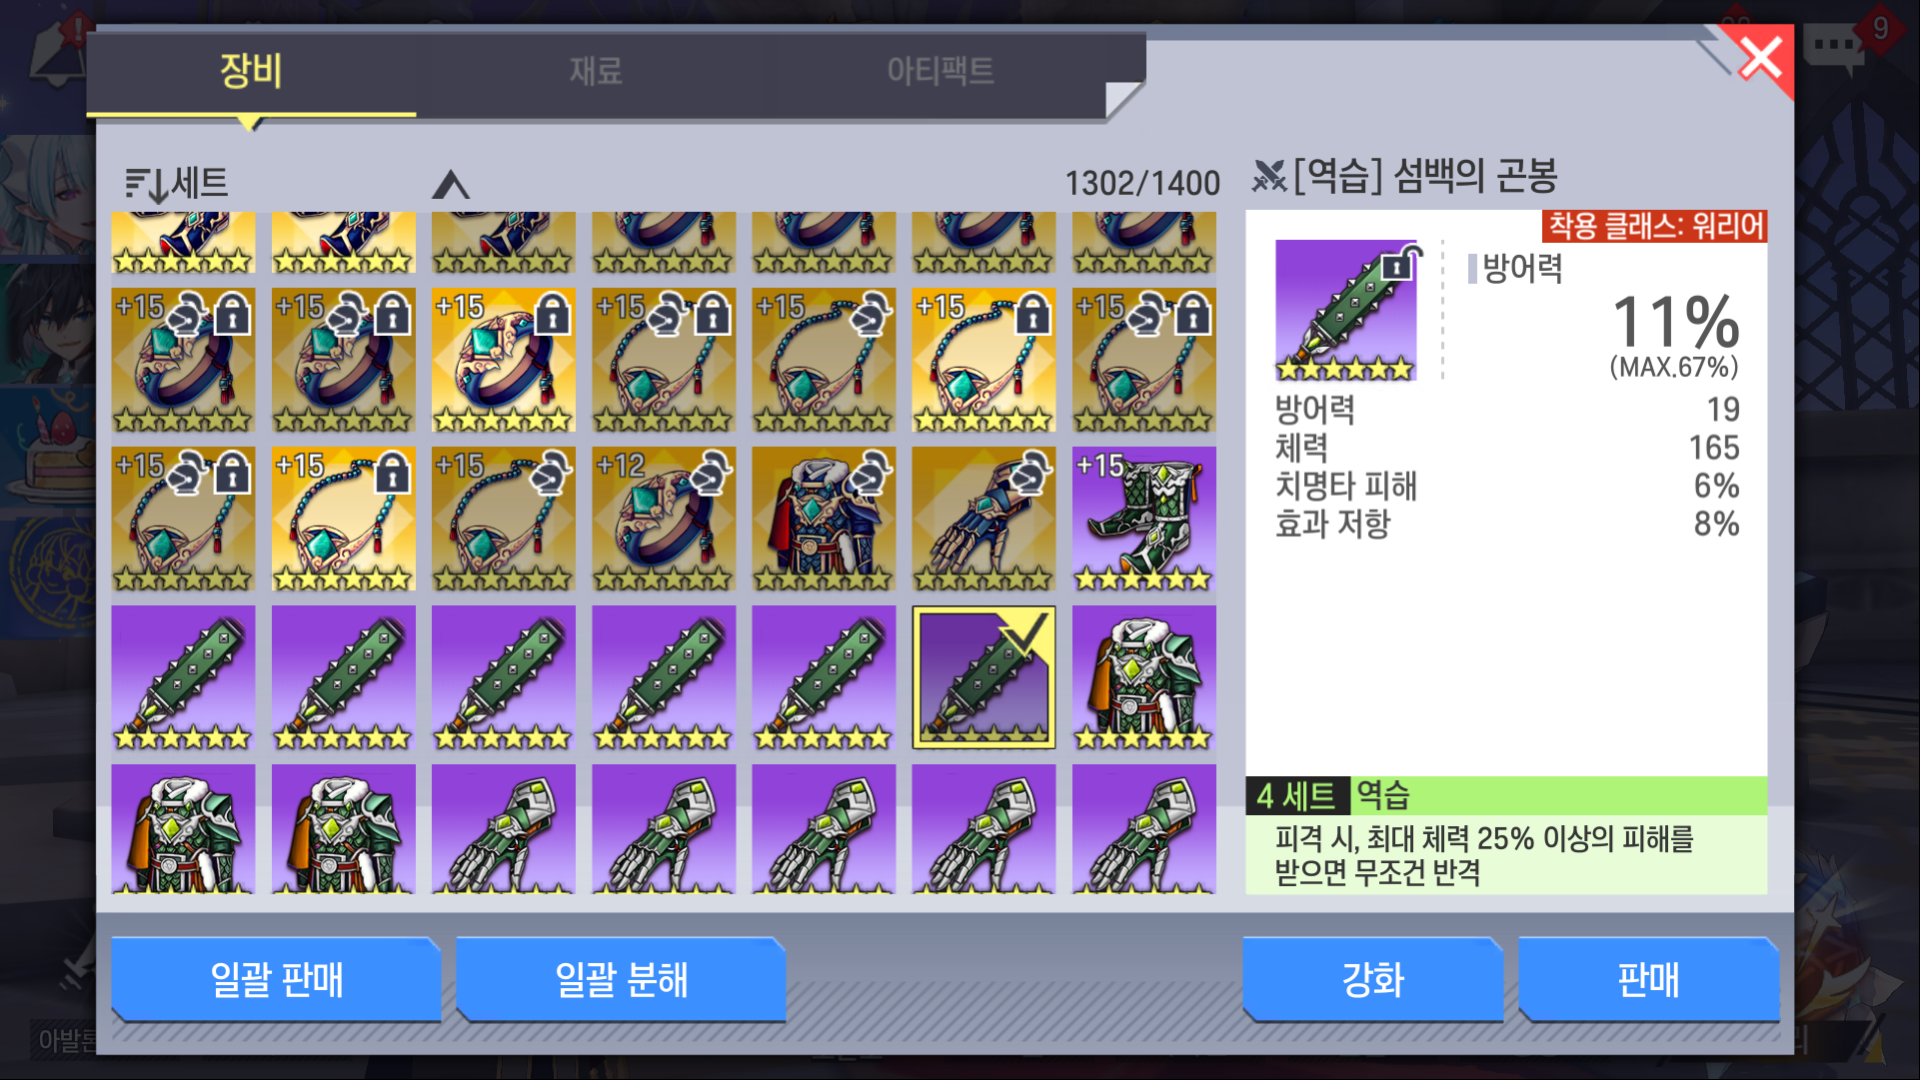 장비
재료
아티팩트
9
세트
1302/1400
[역습] 섬백의 곤봉
착용 클래스: 워리어
방어력
11%
(MAX.67%)
방어력 19
체력 165
치명타 피해 6%
효과 저항 8%
+15 +15 +15 +15 +15 +15 +15
+15 +15 +15 +12 +15
4 세트 역습
피격 시, 최대 체력 25% 이상의 피해를
받으면 무조건 반격
일괄 판매
일괄 분해
강화
판매
아발론